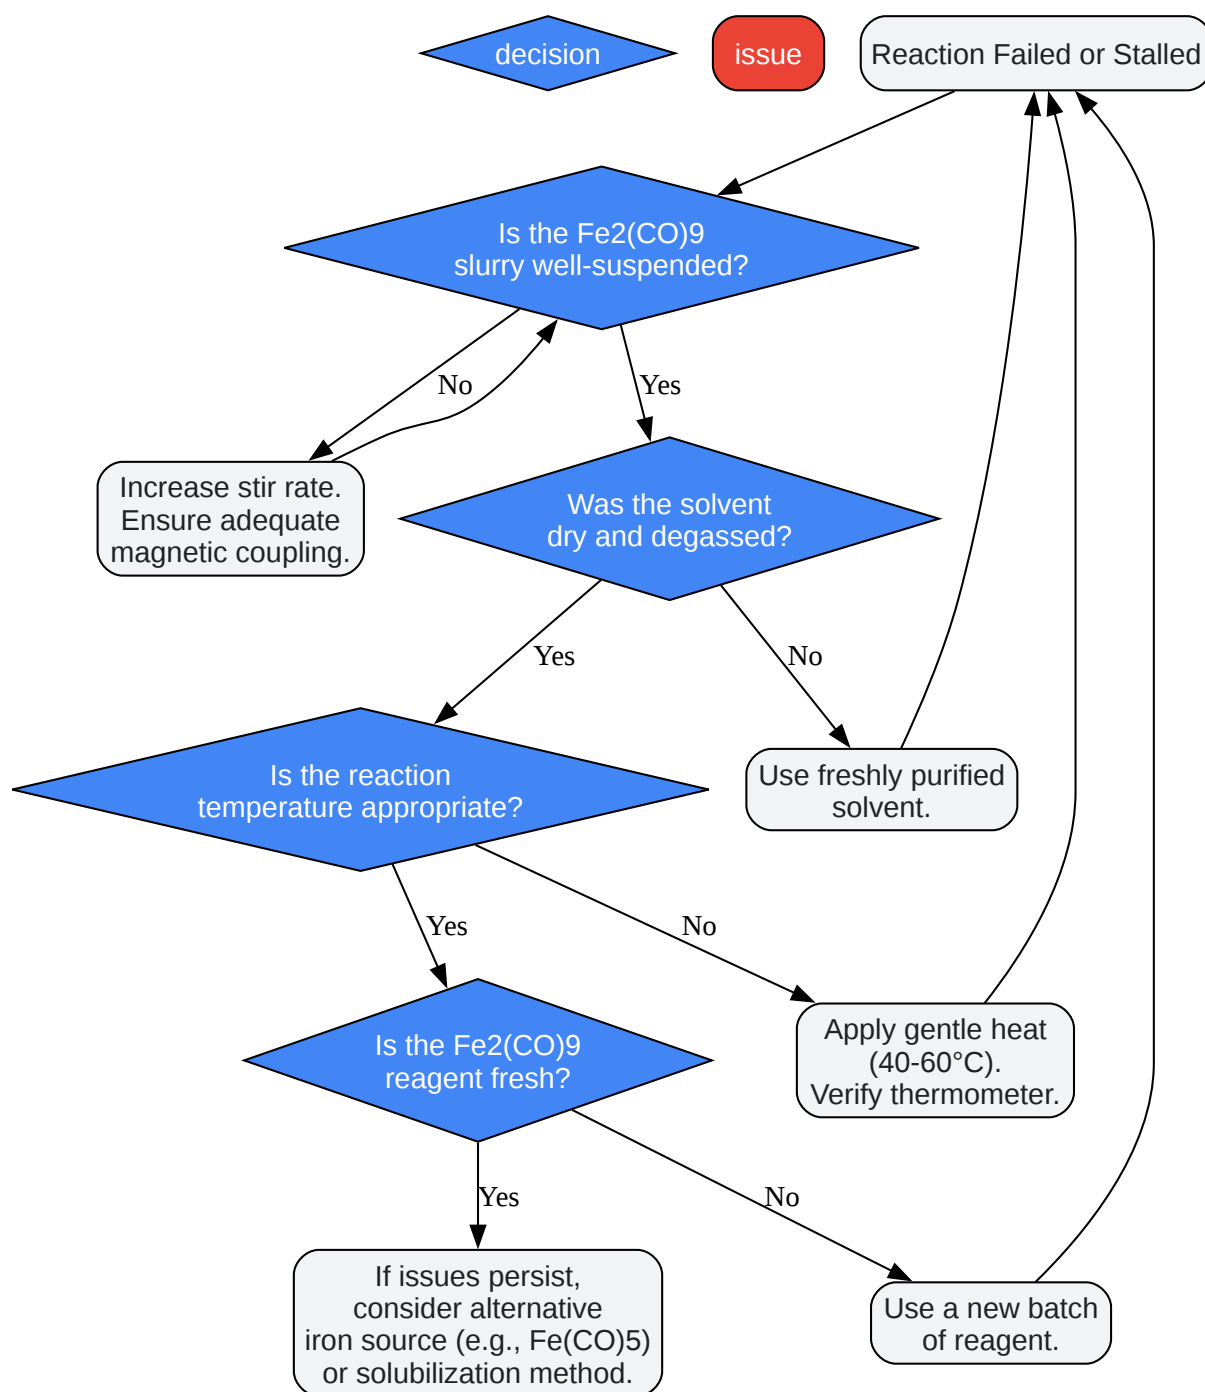 decision
issue
Reaction Failed or Stalled
Is the Fe2(CO)9
slurry well-suspended?
No
Yes
Increase stir rate.
Ensure adequate
magnetic coupling.
Was the solvent
dry and degassed?
Yes
No
Is the reaction
temperature appropriate?
Use freshly purified
solvent.
Yes
No
Is the Fe2(CO)9
reagent fresh?
Apply gentle heat
(40-60°C).
Verify thermometer.
Yes
No
If issues persist,
consider alternative
iron source (e.g., Fe(CO)5)
or solubilization method.
Use a new batch
of reagent.